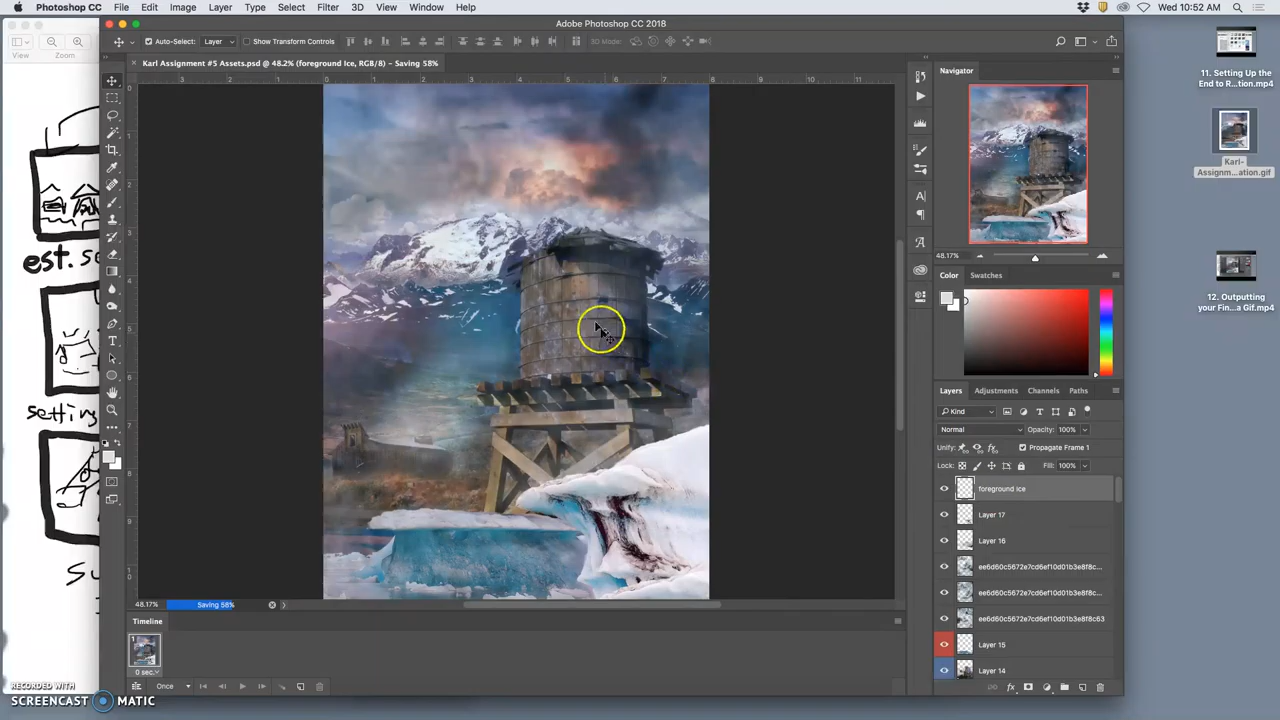 Photoshop CC File Edit Image Layer Type Select Filter 3D View Window Help Wed 10:52 AM
Adobe Photoshop CC 2018
View Zoom
Auto-Select: Layer Show Transform Controls 3D Mode:
Karl Assignment #5 Assets.psd @ 48.2% (foreground Ice, RGB/8) – Saving 58%
Navigator
48.17%
Color Swatches
Layers Adjustments Channels Paths
Kind
Normal Opacity: 100%
Unify: Propagate Frame 1
Lock: Fill: 100%
foreground Ice
Layer 17
Layer 16
ee6d60c5672e7cd6ef10d01b3e8f8c...
ee6d60c5672e7cd6ef10d01b3e8f8c...
ee6d60c5672e7cd6ef10d01b3e8f8c63
Layer 15
Layer 14
48.17% Saving 58%
Timeline
1
0 sec.
Once
11. Setting Up the
End to R...tion.mp4
Karl-
Assignm...ation.gif
12. Outputting
your Fin...a Gif.mp4
est.
setting
RECORDED WITH
SCREENCAST MATIC